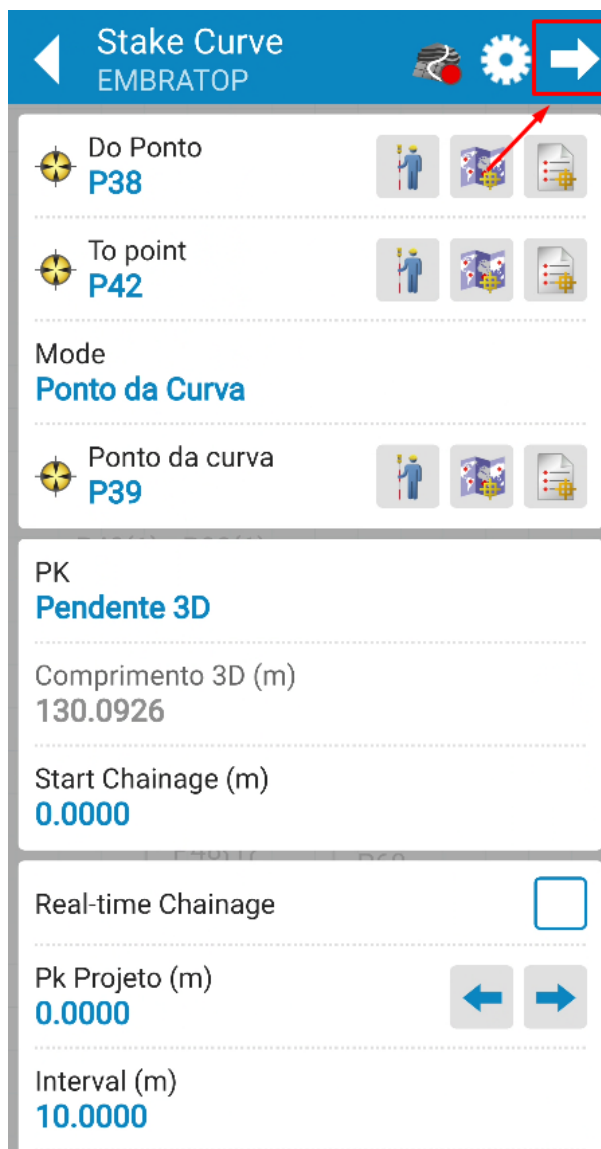 Stake Curve
EMBRATOP
Do Ponto
P38
To point
P42
Mode
Ponto da Curva
Ponto da curva
P39
PK
Pendente 3D
Comprimento 3D (m)
130.0926
Start Chainage (m)
0.0000
Real-time Chainage
Pk Projeto (m)
0.0000
Interval (m)
10.0000